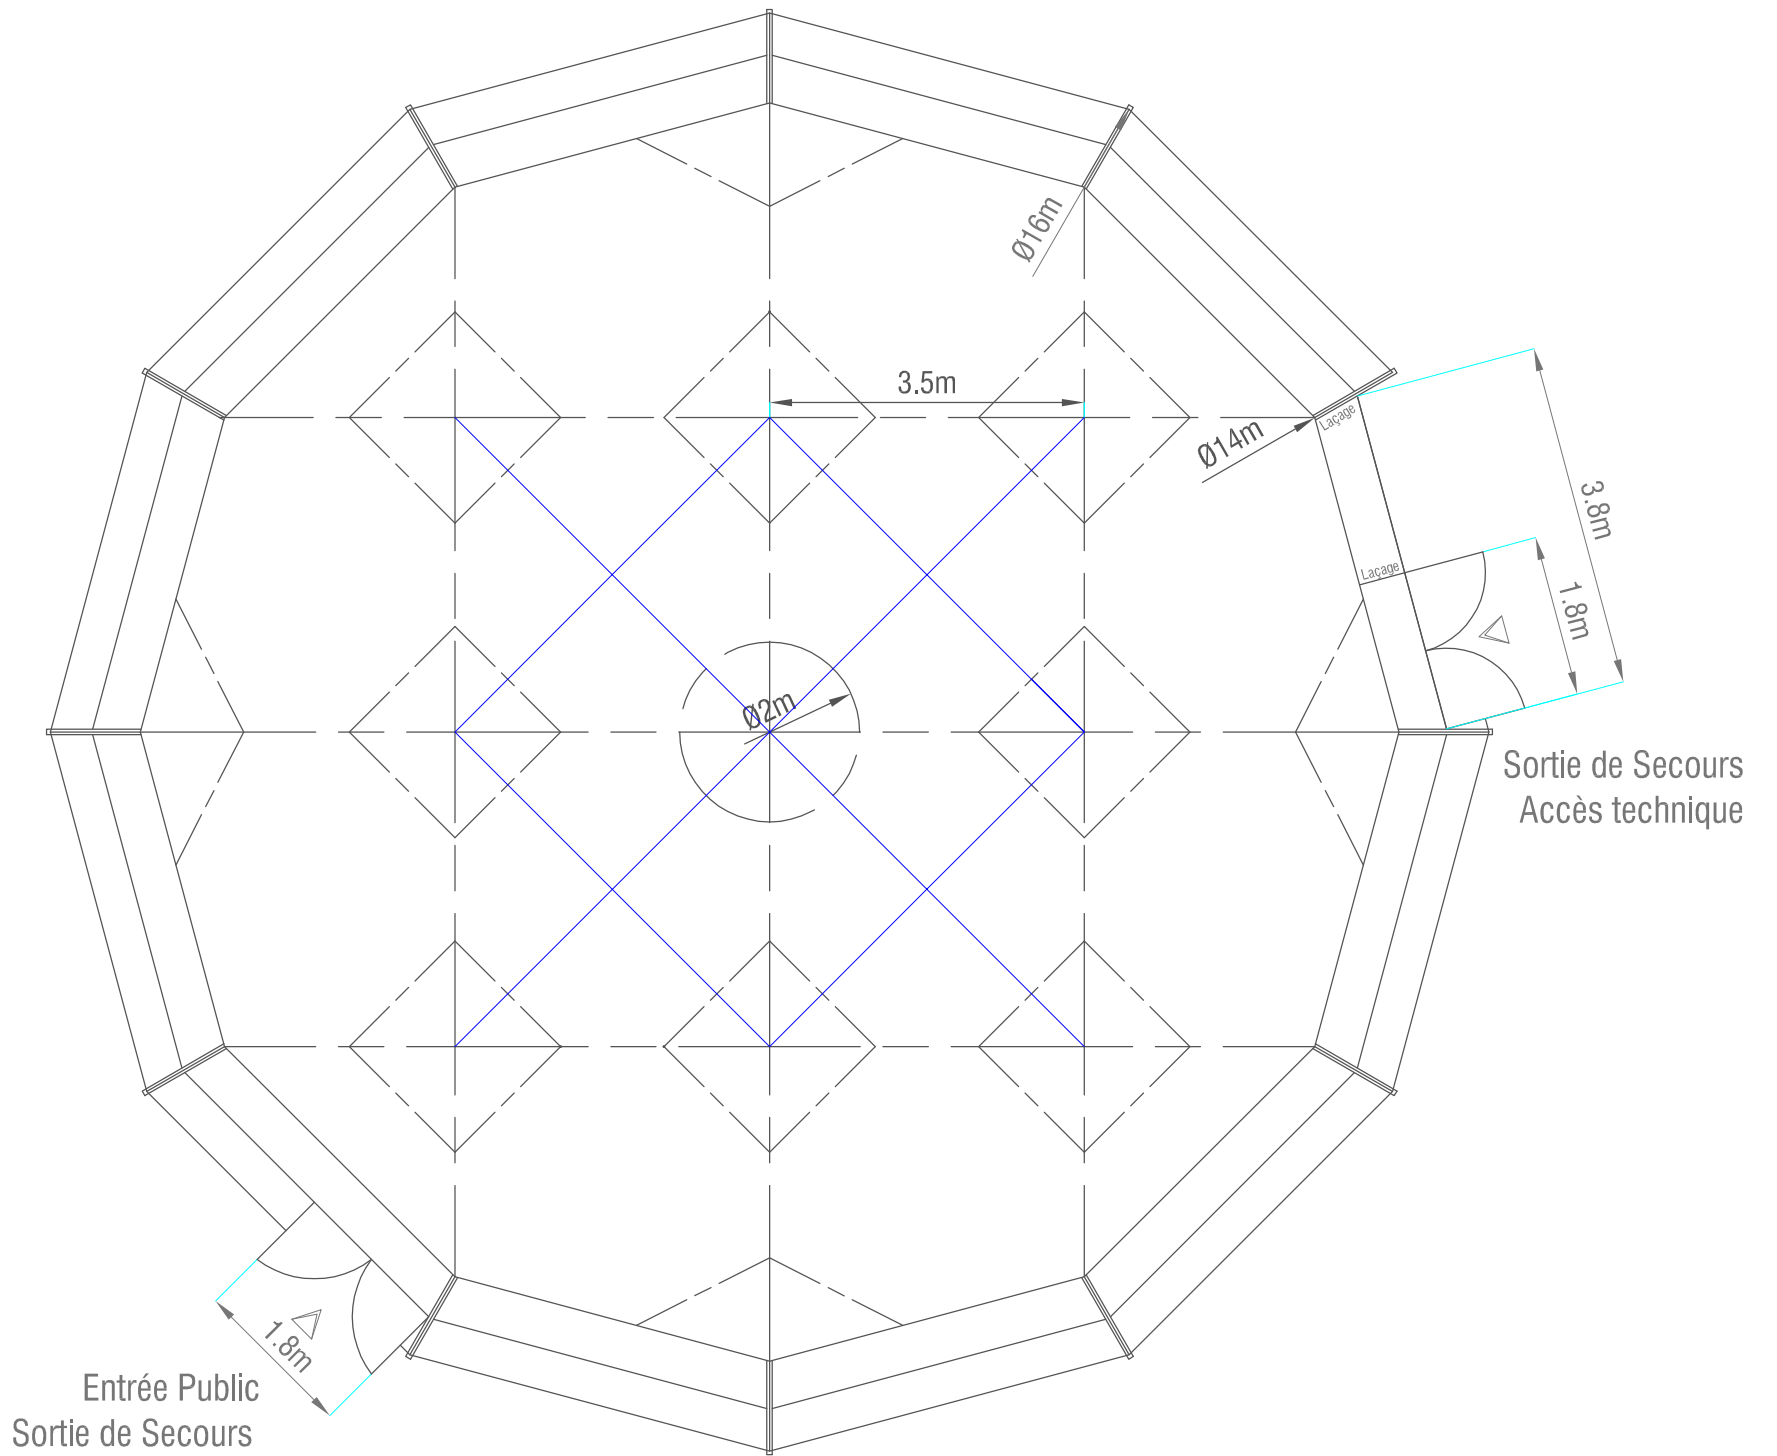 Ø16m
3.5m
Ø14m
Laçage
3.8m
Laçage
1.8m
Ø2m
Sortie de Secours
Accès technique
1.8m
Entrée Public
Sortie de Secours